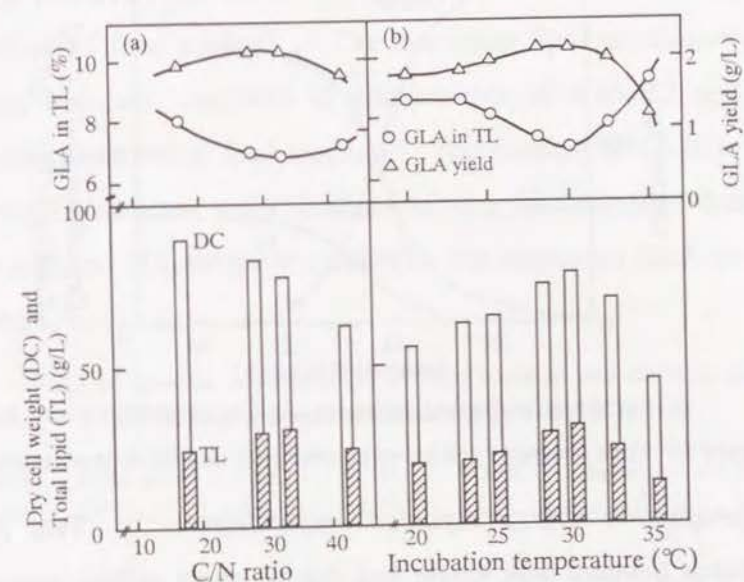 (a)
(b)
GLA in TL (%)
10
8
6
GLA yield (g/L)
2
1
0
○ GLA in TL
△ GLA yield
Dry cell weight (DC) and
Total lipid (TL) (g/L)
100
50
0
DC
TL
10 20 30 40
C/N ratio
20 25 30 35
Incubation temperature (℃)